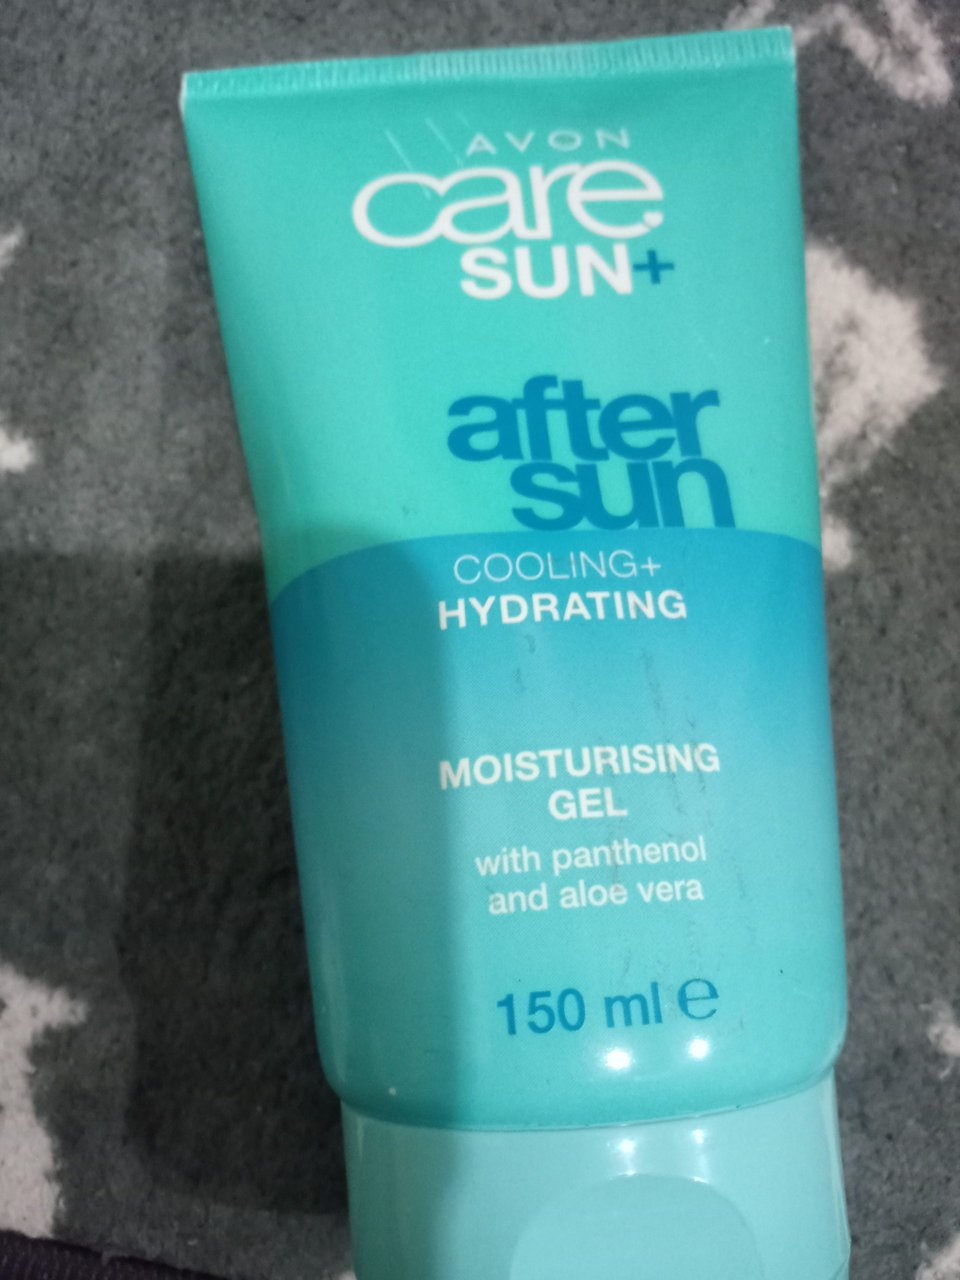 AVON
care
SUN+
after
sun
COOLING+
HYDRATING
MOISTURISING
GEL
with panthenol
and aloe vera
150 ml ℮